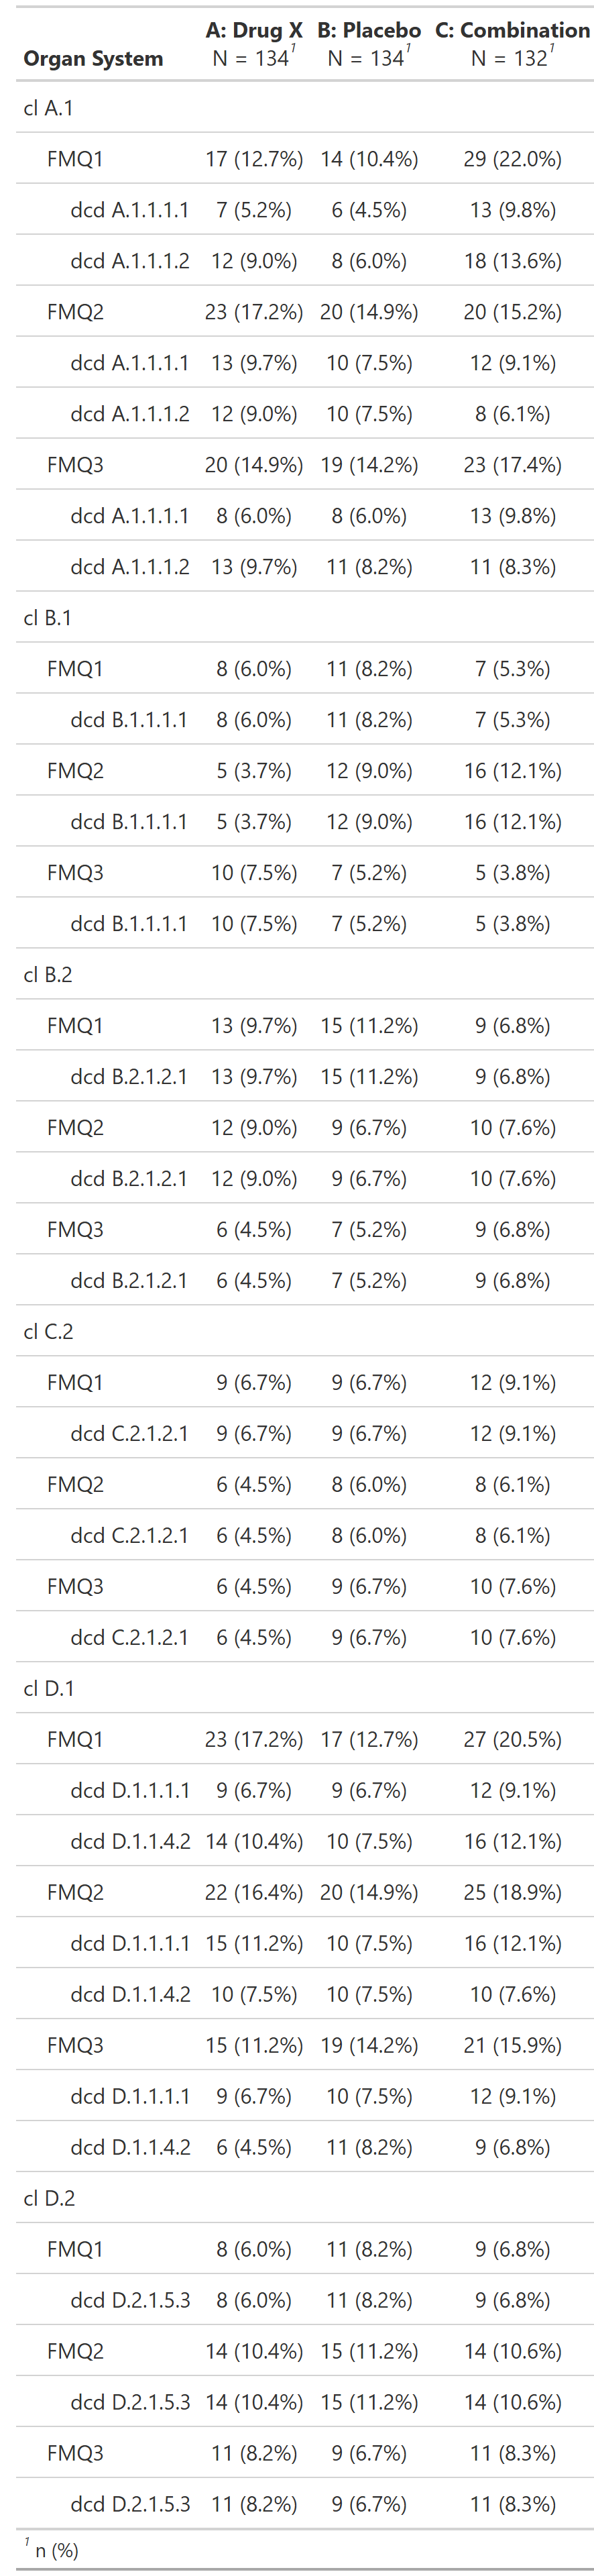 Organ System A: Drug X N = 134¹ B: Placebo N = 134¹ C: Combination N = 132¹
cl A.1
FMQ1 17 (12.7%) 14 (10.4%) 29 (22.0%)
dcd A.1.1.1.1 7 (5.2%) 6 (4.5%) 13 (9.8%)
dcd A.1.1.1.2 12 (9.0%) 8 (6.0%) 18 (13.6%)
FMQ2 23 (17.2%) 20 (14.9%) 20 (15.2%)
dcd A.1.1.1.1 13 (9.7%) 10 (7.5%) 12 (9.1%)
dcd A.1.1.1.2 12 (9.0%) 10 (7.5%) 8 (6.1%)
FMQ3 20 (14.9%) 19 (14.2%) 23 (17.4%)
dcd A.1.1.1.1 8 (6.0%) 8 (6.0%) 13 (9.8%)
dcd A.1.1.1.2 13 (9.7%) 11 (8.2%) 11 (8.3%)
cl B.1
FMQ1 8 (6.0%) 11 (8.2%) 7 (5.3%)
dcd B.1.1.1.1 8 (6.0%) 11 (8.2%) 7 (5.3%)
FMQ2 5 (3.7%) 12 (9.0%) 16 (12.1%)
dcd B.1.1.1.1 5 (3.7%) 12 (9.0%) 16 (12.1%)
FMQ3 10 (7.5%) 7 (5.2%) 5 (3.8%)
dcd B.1.1.1.1 10 (7.5%) 7 (5.2%) 5 (3.8%)
cl B.2
FMQ1 13 (9.7%) 15 (11.2%) 9 (6.8%)
dcd B.2.1.2.1 13 (9.7%) 15 (11.2%) 9 (6.8%)
FMQ2 12 (9.0%) 9 (6.7%) 10 (7.6%)
dcd B.2.1.2.1 12 (9.0%) 9 (6.7%) 10 (7.6%)
FMQ3 6 (4.5%) 7 (5.2%) 9 (6.8%)
dcd B.2.1.2.1 6 (4.5%) 7 (5.2%) 9 (6.8%)
cl C.2
FMQ1 9 (6.7%) 9 (6.7%) 12 (9.1%)
dcd C.2.1.2.1 9 (6.7%) 9 (6.7%) 12 (9.1%)
FMQ2 6 (4.5%) 8 (6.0%) 8 (6.1%)
dcd C.2.1.2.1 6 (4.5%) 8 (6.0%) 8 (6.1%)
FMQ3 6 (4.5%) 9 (6.7%) 10 (7.6%)
dcd C.2.1.2.1 6 (4.5%) 9 (6.7%) 10 (7.6%)
cl D.1
FMQ1 23 (17.2%) 17 (12.7%) 27 (20.5%)
dcd D.1.1.1.1 9 (6.7%) 9 (6.7%) 12 (9.1%)
dcd D.1.1.4.2 14 (10.4%) 10 (7.5%) 16 (12.1%)
FMQ2 22 (16.4%) 20 (14.9%) 25 (18.9%)
dcd D.1.1.1.1 15 (11.2%) 10 (7.5%) 16 (12.1%)
dcd D.1.1.4.2 10 (7.5%) 10 (7.5%) 10 (7.6%)
FMQ3 15 (11.2%) 19 (14.2%) 21 (15.9%)
dcd D.1.1.1.1 9 (6.7%) 10 (7.5%) 12 (9.1%)
dcd D.1.1.4.2 6 (4.5%) 11 (8.2%) 9 (6.8%)
cl D.2
FMQ1 8 (6.0%) 11 (8.2%) 9 (6.8%)
dcd D.2.1.5.3 8 (6.0%) 11 (8.2%) 9 (6.8%)
FMQ2 14 (10.4%) 15 (11.2%) 14 (10.6%)
dcd D.2.1.5.3 14 (10.4%) 15 (11.2%) 14 (10.6%)
FMQ3 11 (8.2%) 9 (6.7%) 11 (8.3%)
dcd D.2.1.5.3 11 (8.2%) 9 (6.7%) 11 (8.3%)
¹ n (%)